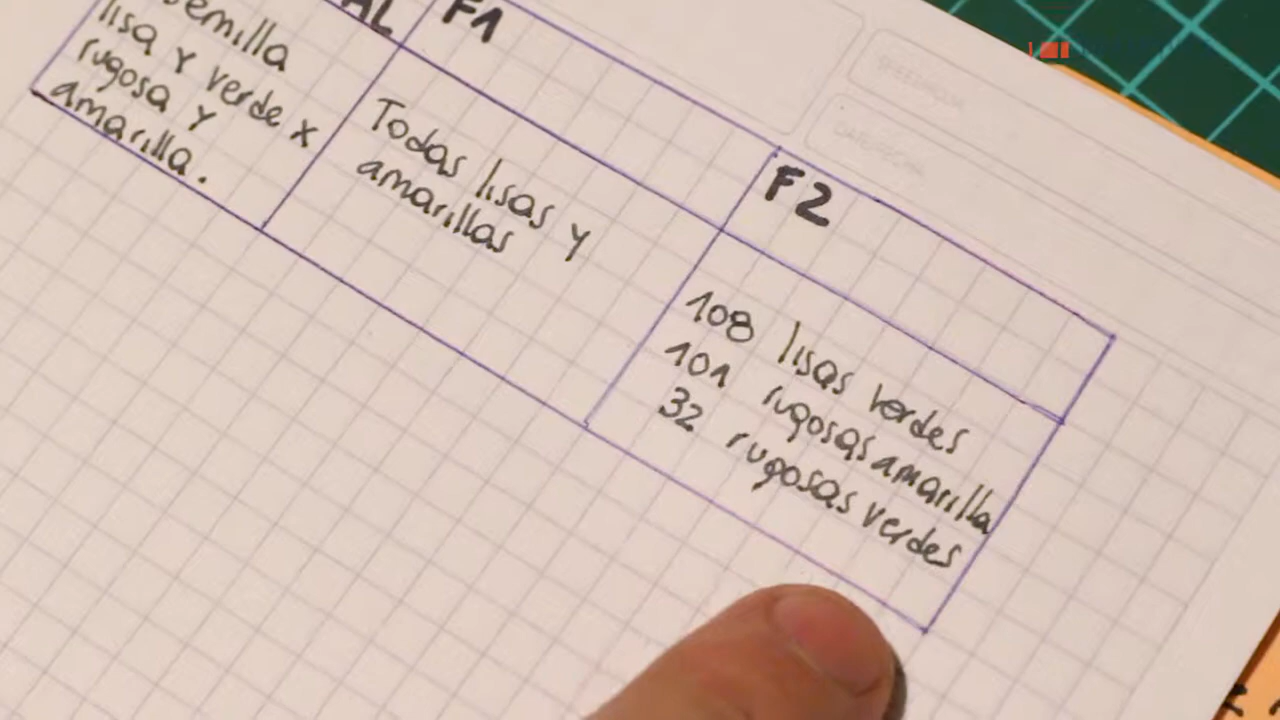 semilla
lisa y verde x
rugosa y
amarilla.
AL
F1
Todas lisas y
amarillas
F2
108 lisas verdes
101 rugosas amarilla
32 rugosas verdes